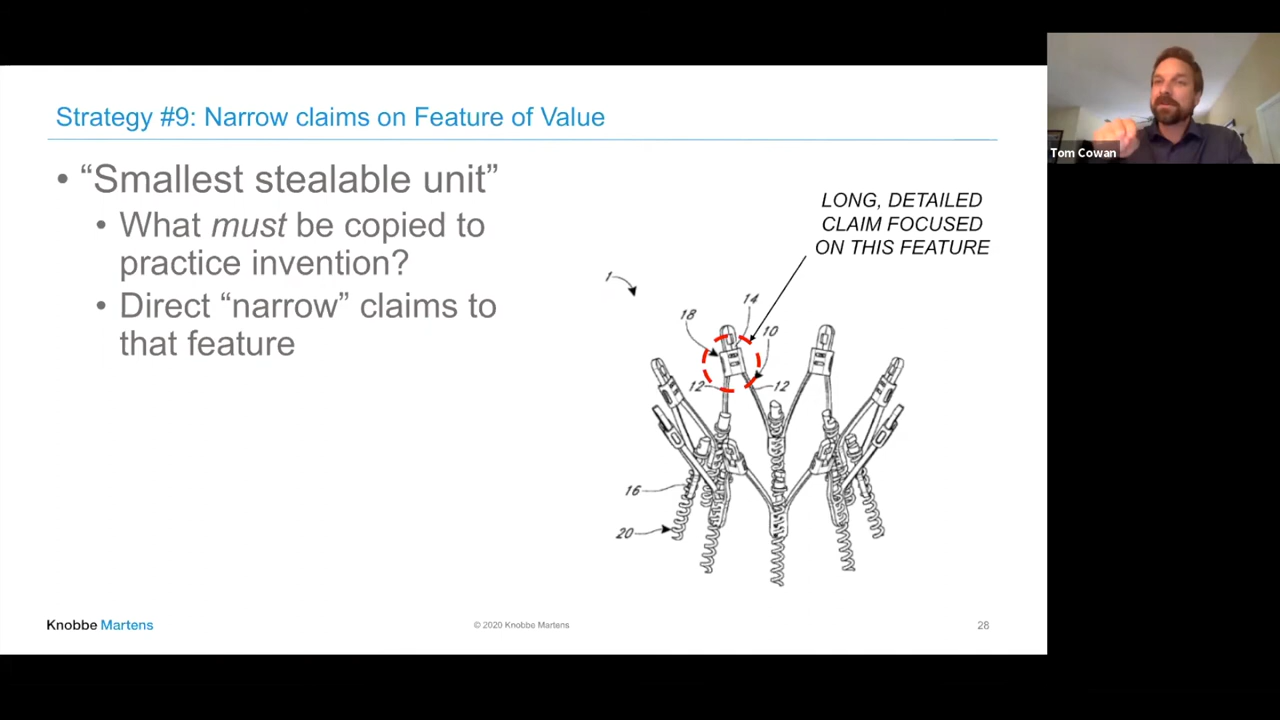 Strategy #9: Narrow claims on Feature of Value
• “Smallest stealable unit”
• What must be copied to
practice invention?
• Direct “narrow” claims to
that feature
LONG, DETAILED
CLAIM FOCUSED
ON THIS FEATURE
1
14
18
10
12
12
16
20
Knobbe Martens
© 2020 Knobbe Martens
28
Tom Cowan